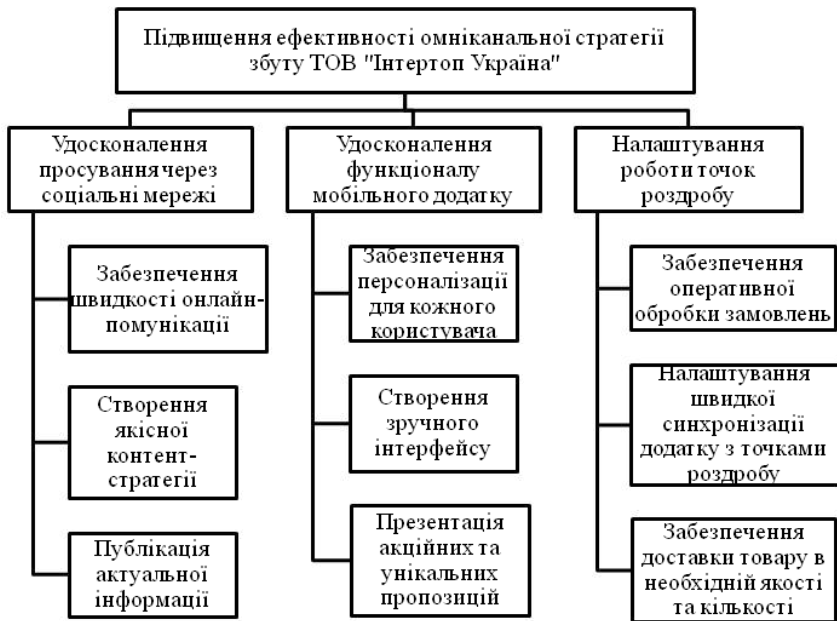 Підвищення ефективності омніканальної стратегії
збуту ТОВ "Інтертоп Україна"
Удосконалення
просування через
соціальні мережі
Забезпечення
швидкості онлайн-
помунікації
Створення
якісної
контент-
стратегії
Публікація
актуальної
інформації
Удосконалення
функціоналу
мобільного додатку
Забезпечення
персоналізації
для кожного
користувача
Створення
зручного
інтерфейсу
Презентація
акційних та
унікальних
пропозицій
Налаштування
роботи точок
роздробу
Забезпечення
оперативної
обробки замовлень
Налаштування
швидкої
синхронізації
додатку з точками
роздробу
Забезпечення
доставки товару в
необхідній якості
та кількості